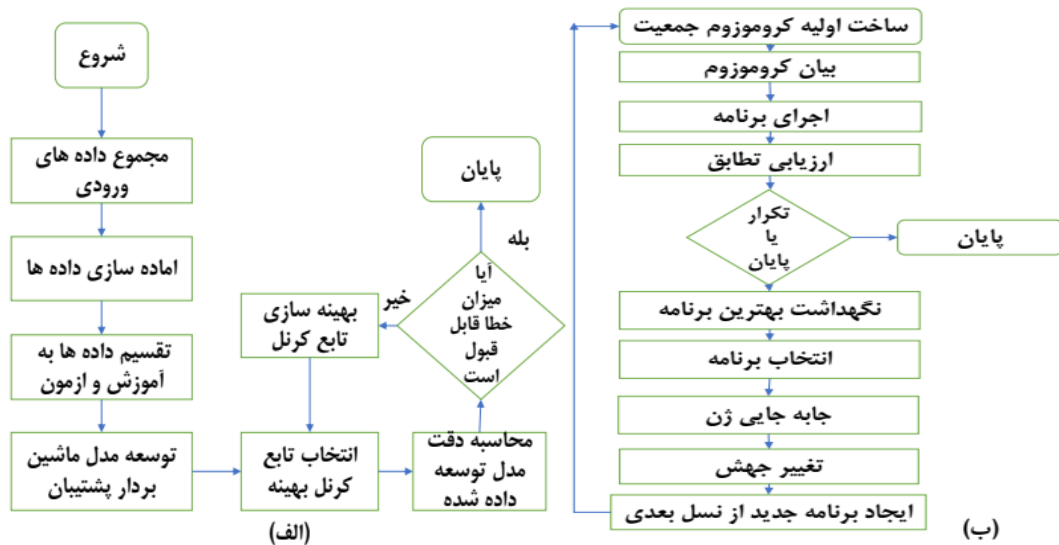 شروع
مجموع داده های
ورودی
اماده سازی داده ها
تقسیم داده ها به
آموزش و ازمون
توسعه مدل ماشین
بردار پشتیبان
انتخاب تابع
کرنل بهینه
محاسبه دقت
مدل توسعه
داده شده
آیا
میزان
خطا قابل
قبول
است
بله
خیر
پایان
بهینه سازی
تابع کرنل
(الف)
ساخت اولیه کروموزوم جمعیت
بیان کروموزوم
اجرای برنامه
ارزیابی تطابق
تکرار
یا
پایان
پایان
نگهداشت بهترین برنامه
انتخاب برنامه
جابه جایی ژن
تغییر جهش
ایجاد برنامه جدید از نسل بعدی
(ب)